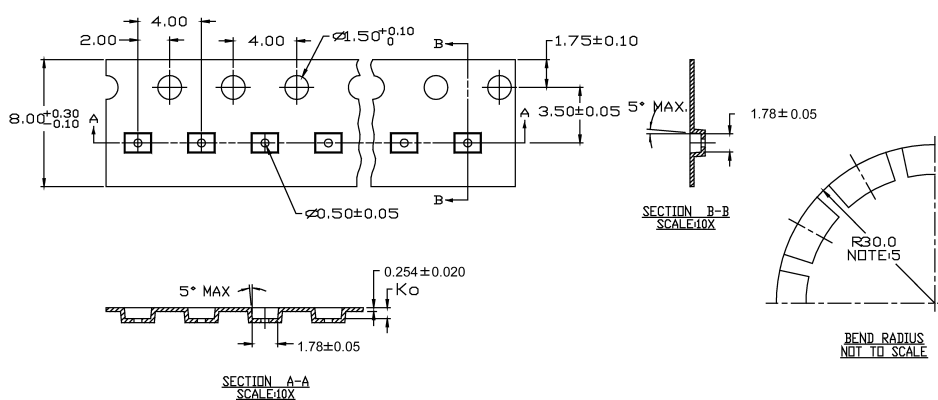 4.00
2.00
4.00
⌀1.50+0.10
0
B
1.75±0.10
8.00+0.30
-0.10
A
A
3.50±0.05
B
⌀0.50±0.05
5° MAX.
1.78±0.05
SECTION B-B
SCALE:10X
R30.0
NOTE:5
BEND RADIUS
NOT TO SCALE
5° MAX
0.254±0.020
Ko
1.78±0.05
SECTION A-A
SCALE:10X